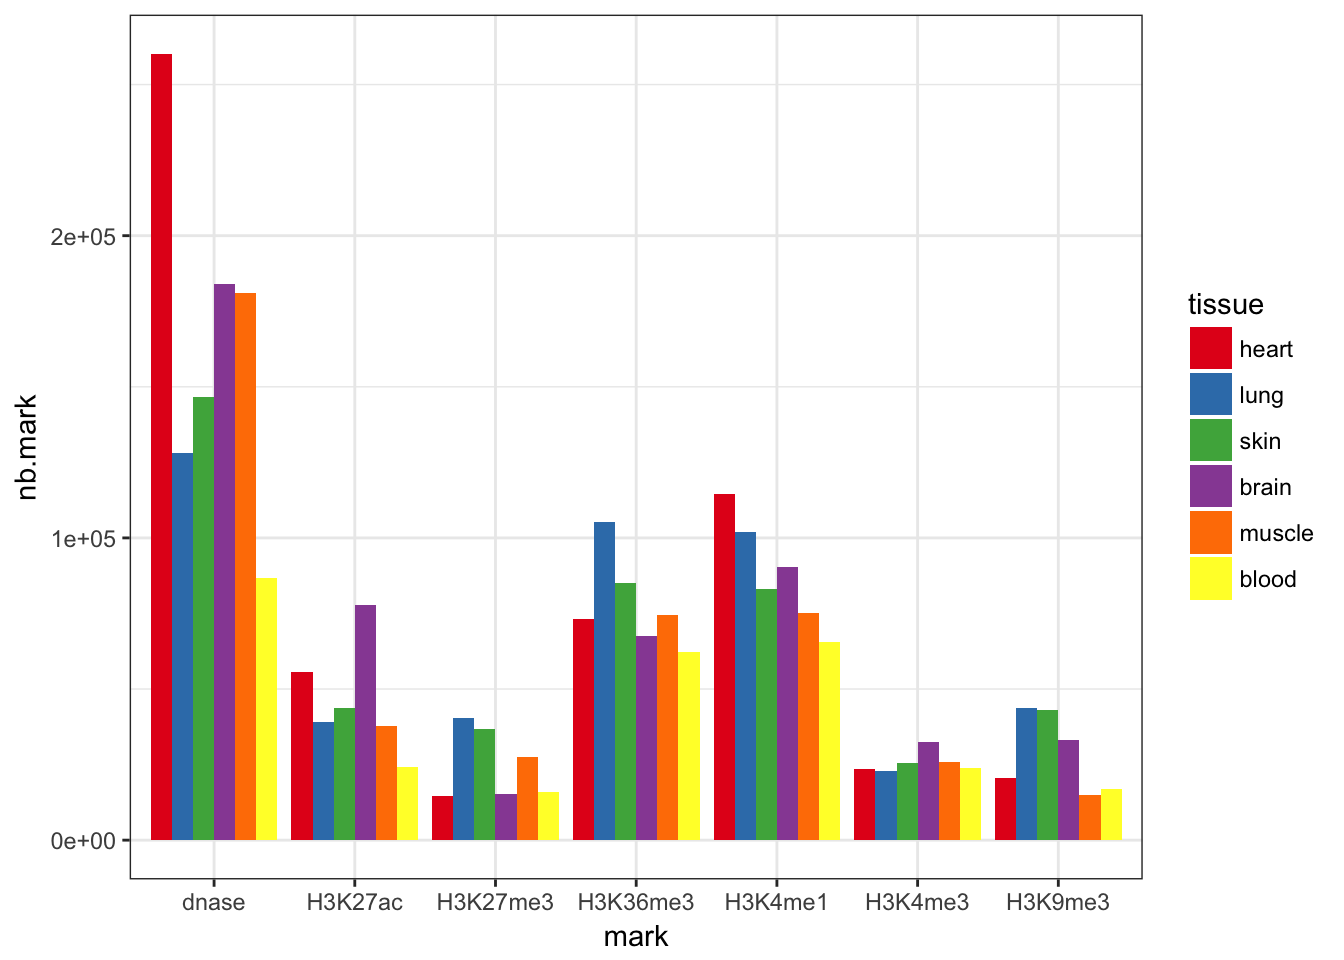 nb.mark
2e+05
1e+05
0e+00
dnase
H3K27ac
H3K27me3
H3K36me3
H3K4me1
H3K4me3
H3K9me3
mark
tissue
heart
lung
skin
brain
muscle
blood